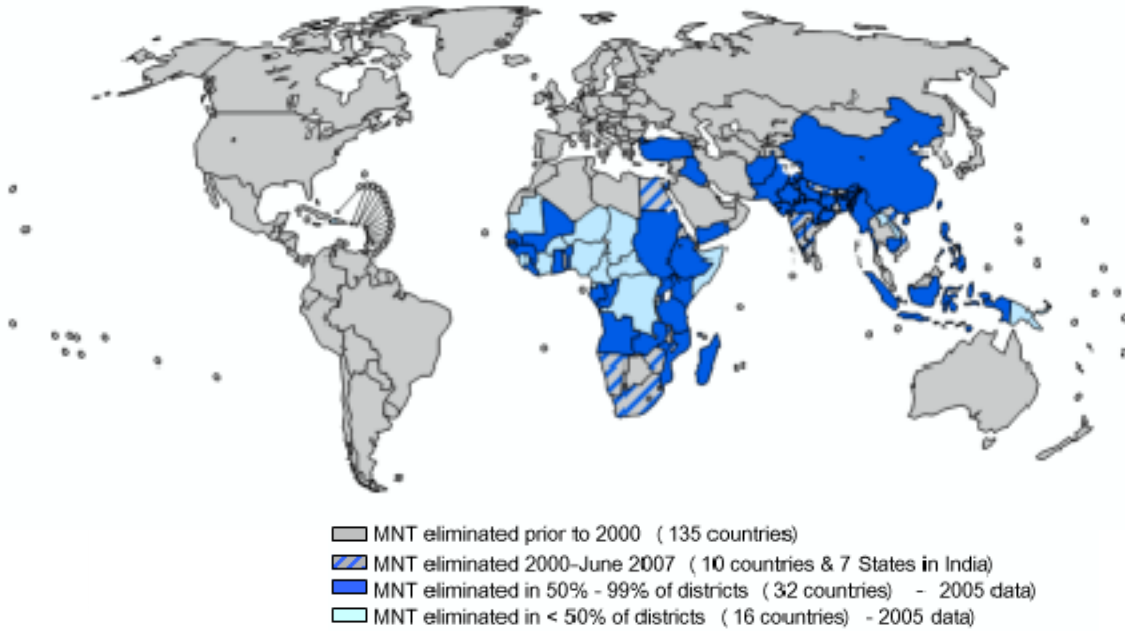 MNT eliminated prior to 2000 ( 135 countries)
MNT eliminated 2000-June 2007 ( 10 countries & 7 States in India)
MNT eliminated in 50% - 99% of districts ( 32 countries) - 2005 data)
MNT eliminated in < 50% of districts ( 16 countries) - 2005 data)